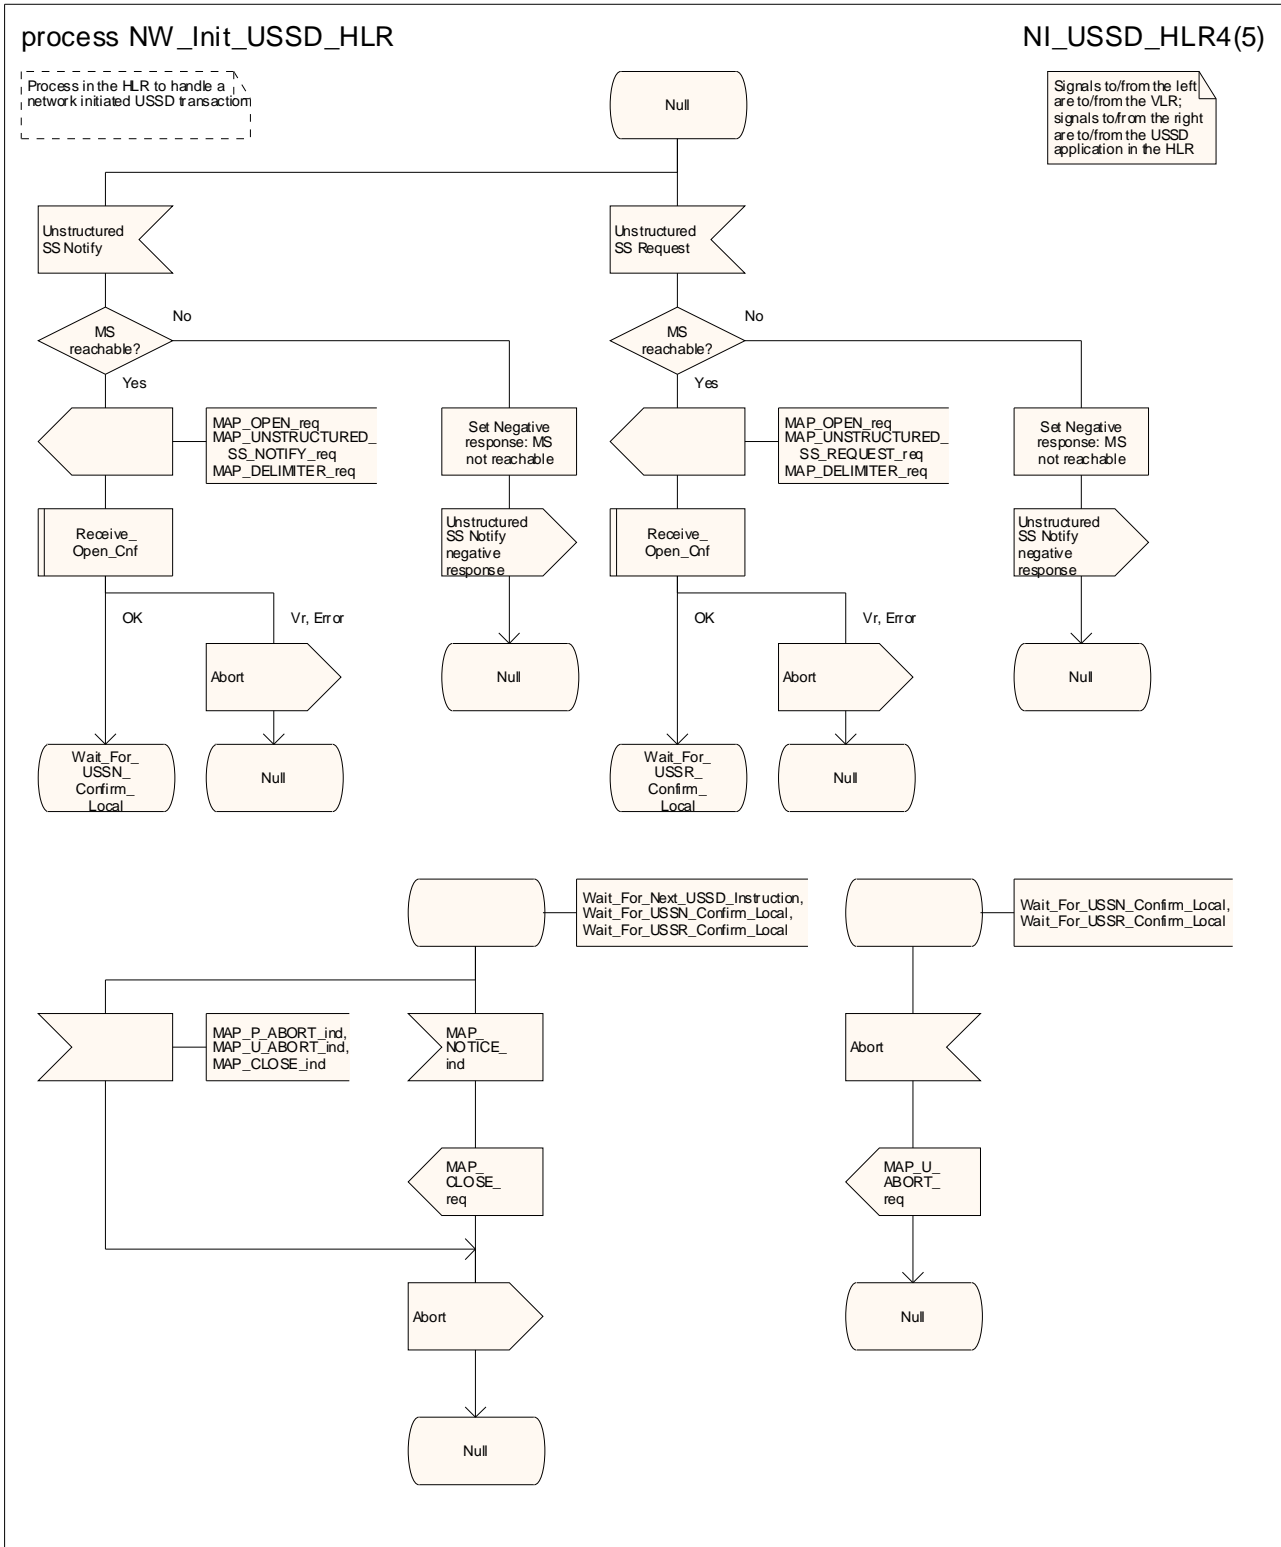 process NW_Init_USSD_HLR
NI_USSD_HLR4(5)
Process in the HLR to handle a
network initiated USSD transaction
Null
Signals to/from the left
are to/from the VLR;
signals to/from the right
are to/from the USSD
application in the HLR
Unstructured
SS Notify
Unstructured
SS Request
MS
reachable?
No
Yes
MS
reachable?
No
Yes
MAP_OPEN_req
MAP_UNSTRUCTURED_
SS_NOTIFY_req
MAP_DELIMITER_req
Set Negative
response: MS
not reachable
MAP_OPEN_req
MAP_UNSTRUCTURED_
SS_REQUEST_req
MAP_DELIMITER_req
Set Negative
response: MS
not reachable
Receive_
Open_Cnf
Unstructured
SS Notify
negative
response
Receive_
Open_Cnf
Unstructured
SS Notify
negative
response
OK
Vr, Error
OK
Vr, Error
Abort
Null
Abort
Null
Wait_For_
USSN_
Confirm_
Local
Null
Wait_For_
USSR_
Confirm_
Local
Null
Wait_For_Next_USSD_Instruction,
Wait_For_USSN_Confirm_Local,
Wait_For_USSR_Confirm_Local
Wait_For_USSN_Confirm_Local,
Wait_For_USSR_Confirm_Local
MAP_P_ABORT_ind,
MAP_U_ABORT_ind,
MAP_CLOSE_ind
MAP_
NOTICE_
ind
Abort
MAP_
CLOSE_
req
MAP_U_
ABORT_
req
Abort
Null
Null